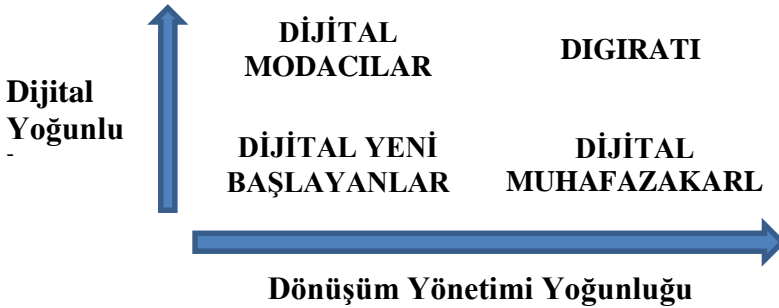 DİJİTAL
MODACILAR
DIGIRATI
Dijital
Yoğunlu
DİJİTAL YENİ
BAŞLAYANLAR
DİJİTAL
MUHAFAZAKARL
Dönüşüm Yönetimi Yoğunluğu